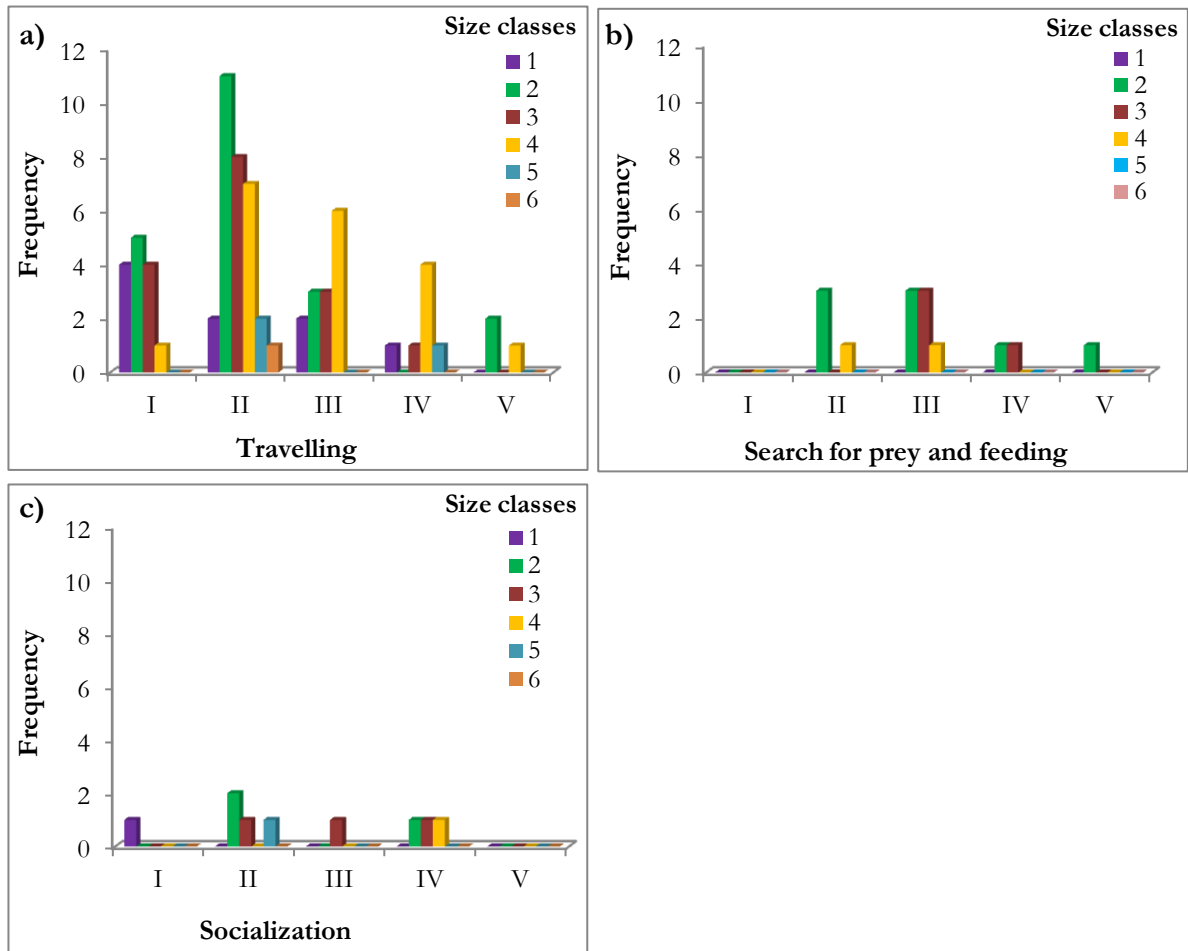 a)
Size classes
1
2
3
4
5
6
12
10
8
6
4
2
0
Frequency
I II III IV V
Travelling
b)
Size classes
1
2
3
4
5
6
12
10
8
6
4
2
0
Frequency
I II III IV V
Search for prey and feeding
c)
Size classes
1
2
3
4
5
6
12
10
8
6
4
2
0
Frequency
I II III IV V
Socialization